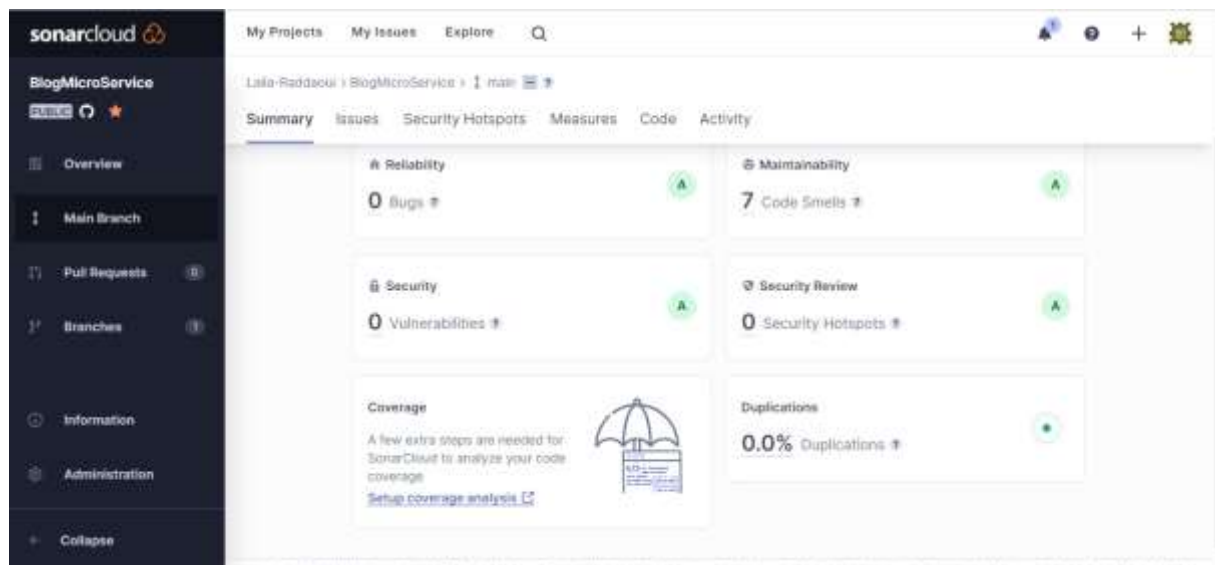 sonarcloud
My Projects My Issues Explore
BlogMicroService
PUBLIC
Laila-Raddaoui > BlogMicroService > main
Summary Issues Security Hotspots Measures Code Activity
Overview
Main Branch
Pull Requests 0
Branches 1
Information
Administration
Collapse
Reliability
0 Bugs ?
A
Maintainability
7 Code Smells ?
A
Security
0 Vulnerabilities ?
A
Security Review
0 Security Hotspots ?
A
Coverage
A few extra steps are needed for
SonarCloud to analyze your code
coverage
Setup coverage analysis
Duplications
0.0% Duplications ?